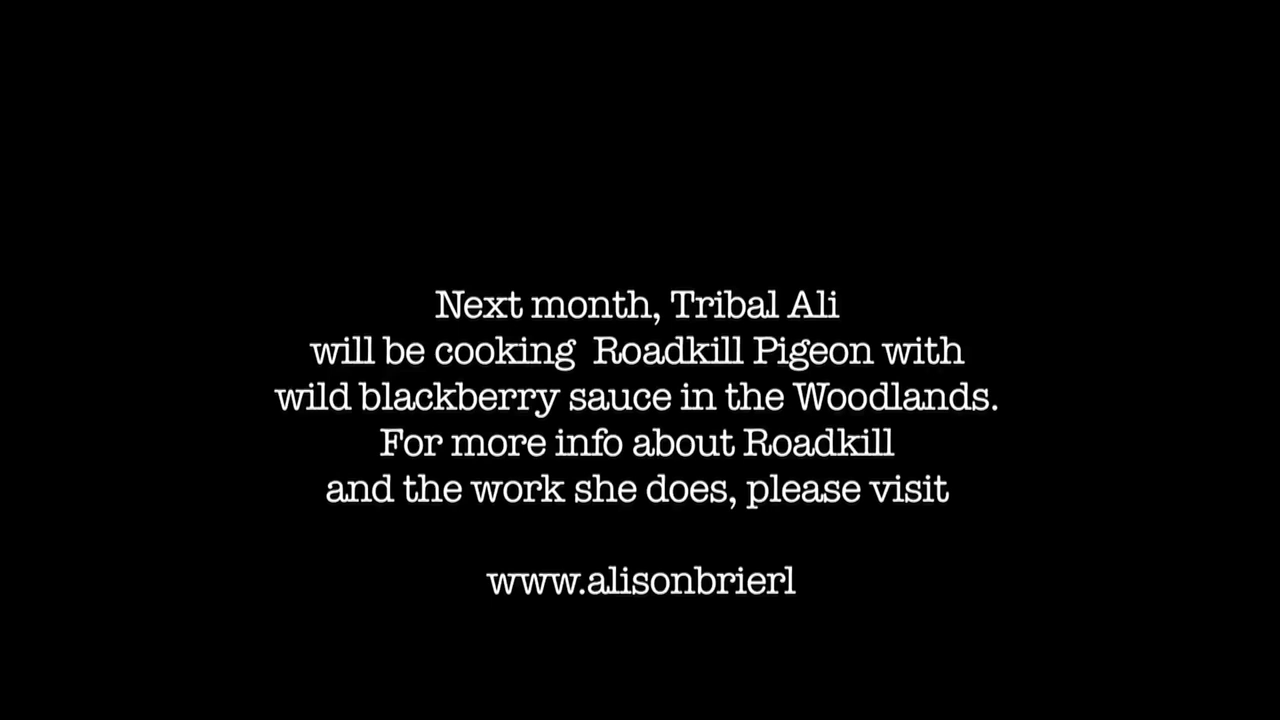 Next month, Tribal Ali
will be cooking  Roadkill Pigeon with
wild blackberry sauce in the Woodlands.
For more info about Roadkill
and the work she does, please visit
www.alisonbrierl